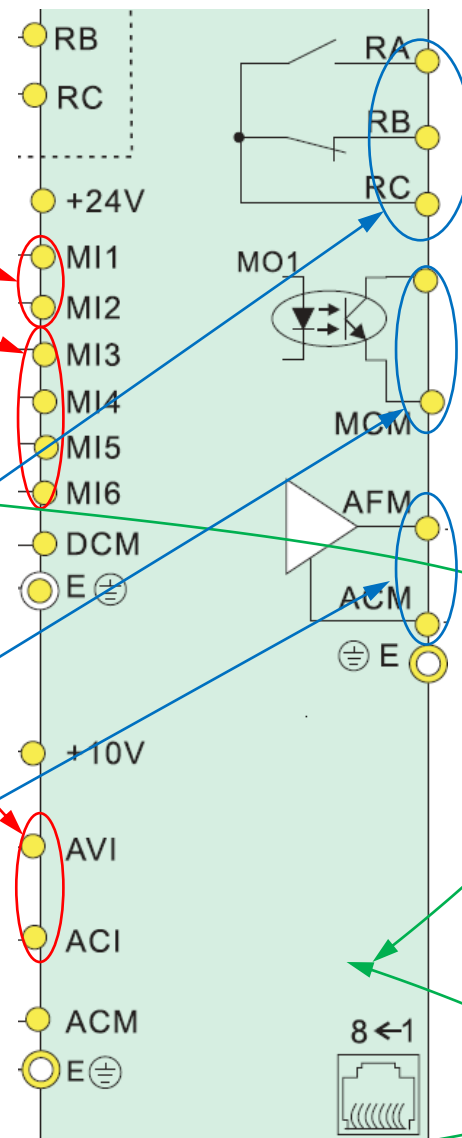 RB
RC
+24V
MI1
MI2
MI3
MI4
MI5
MI6
DCM
E
+10V
AVI
ACI
ACM
E
RA
RB
RC
MO1
MCM
AFM
ACM
E
8←1